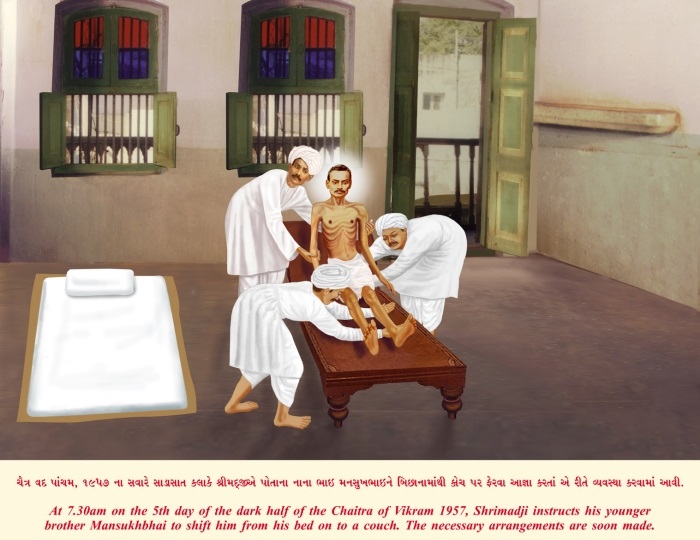 ચૈત્ર વદ પાંચમ, ૧૯૫૭ ના સવારે સાડાસાત કલાકે શ્રીમદ્જીએ પોતાના નાના ભાઇ મનસુખભાઇને બિછાનામાંથી કોચ પર ફેરવા આજ્ઞા કરતાં એ રીતે વ્યવસ્થા કરવામાં આવી.
At 7.30am on the 5th day of the dark half of the Chaitra of Vikram 1957, Shrimadji instructs his younger
brother Mansukhbhai to shift him from his bed on to a couch. The necessary arrangements are soon made.